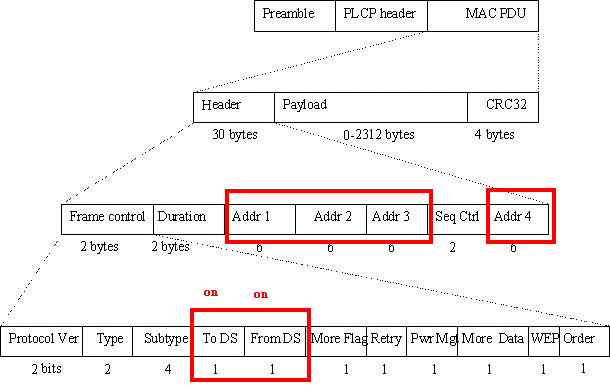 Preamble PLCP header MAC PDU
Header Payload CRC32
30 bytes 0-2312 bytes 4 bytes
Frame control Duration Addr 1 Addr 2 Addr 3 Seq Ctrl Addr 4
2 bytes 2 bytes 6 6 6 2 6
on on
Protocol Ver Type Subtype To DS From DS More Flag Retry Pwr Mgt More Data WEP Order
2 bits 2 4 1 1 1 1 1 1 1 1